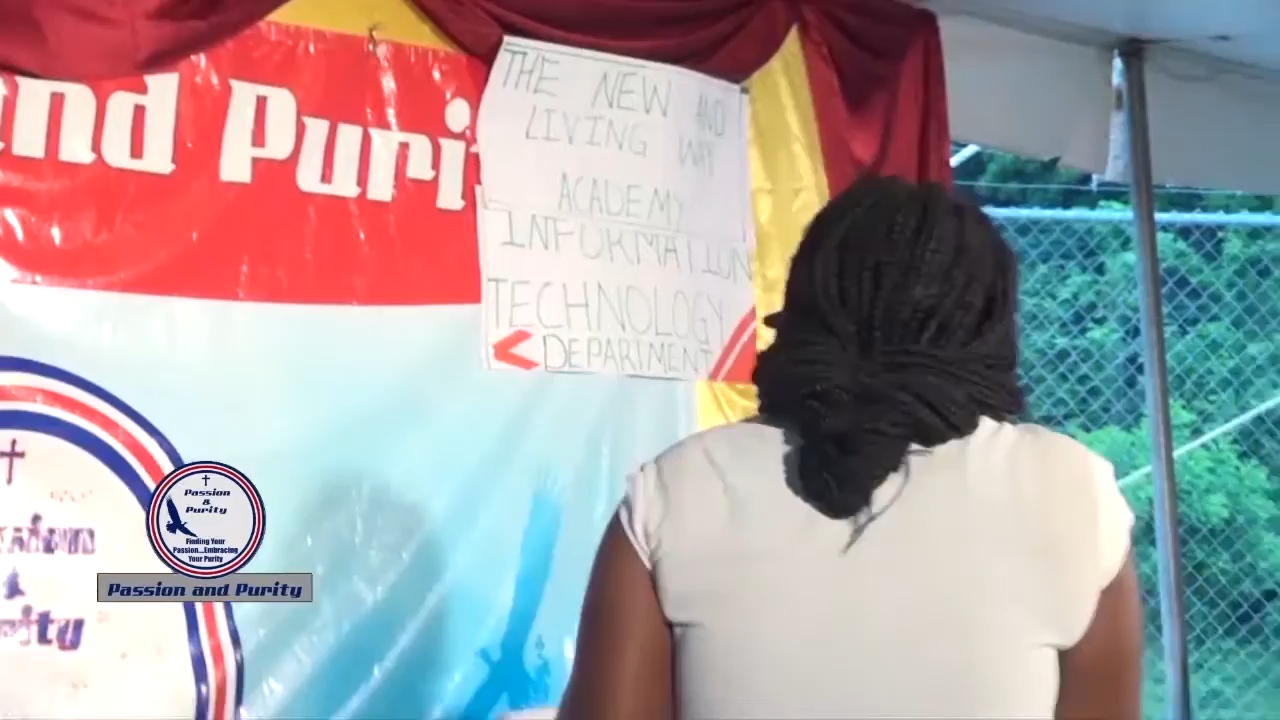 and Puri
THE NEW AND
LIVING WAY
ACADEMY
INFORMATION
TECHNOLOGY
< DEPARTMENT
Passion
&
Purity
Finding Your
Passion...Embracing
Your Purity
Passion and Purity